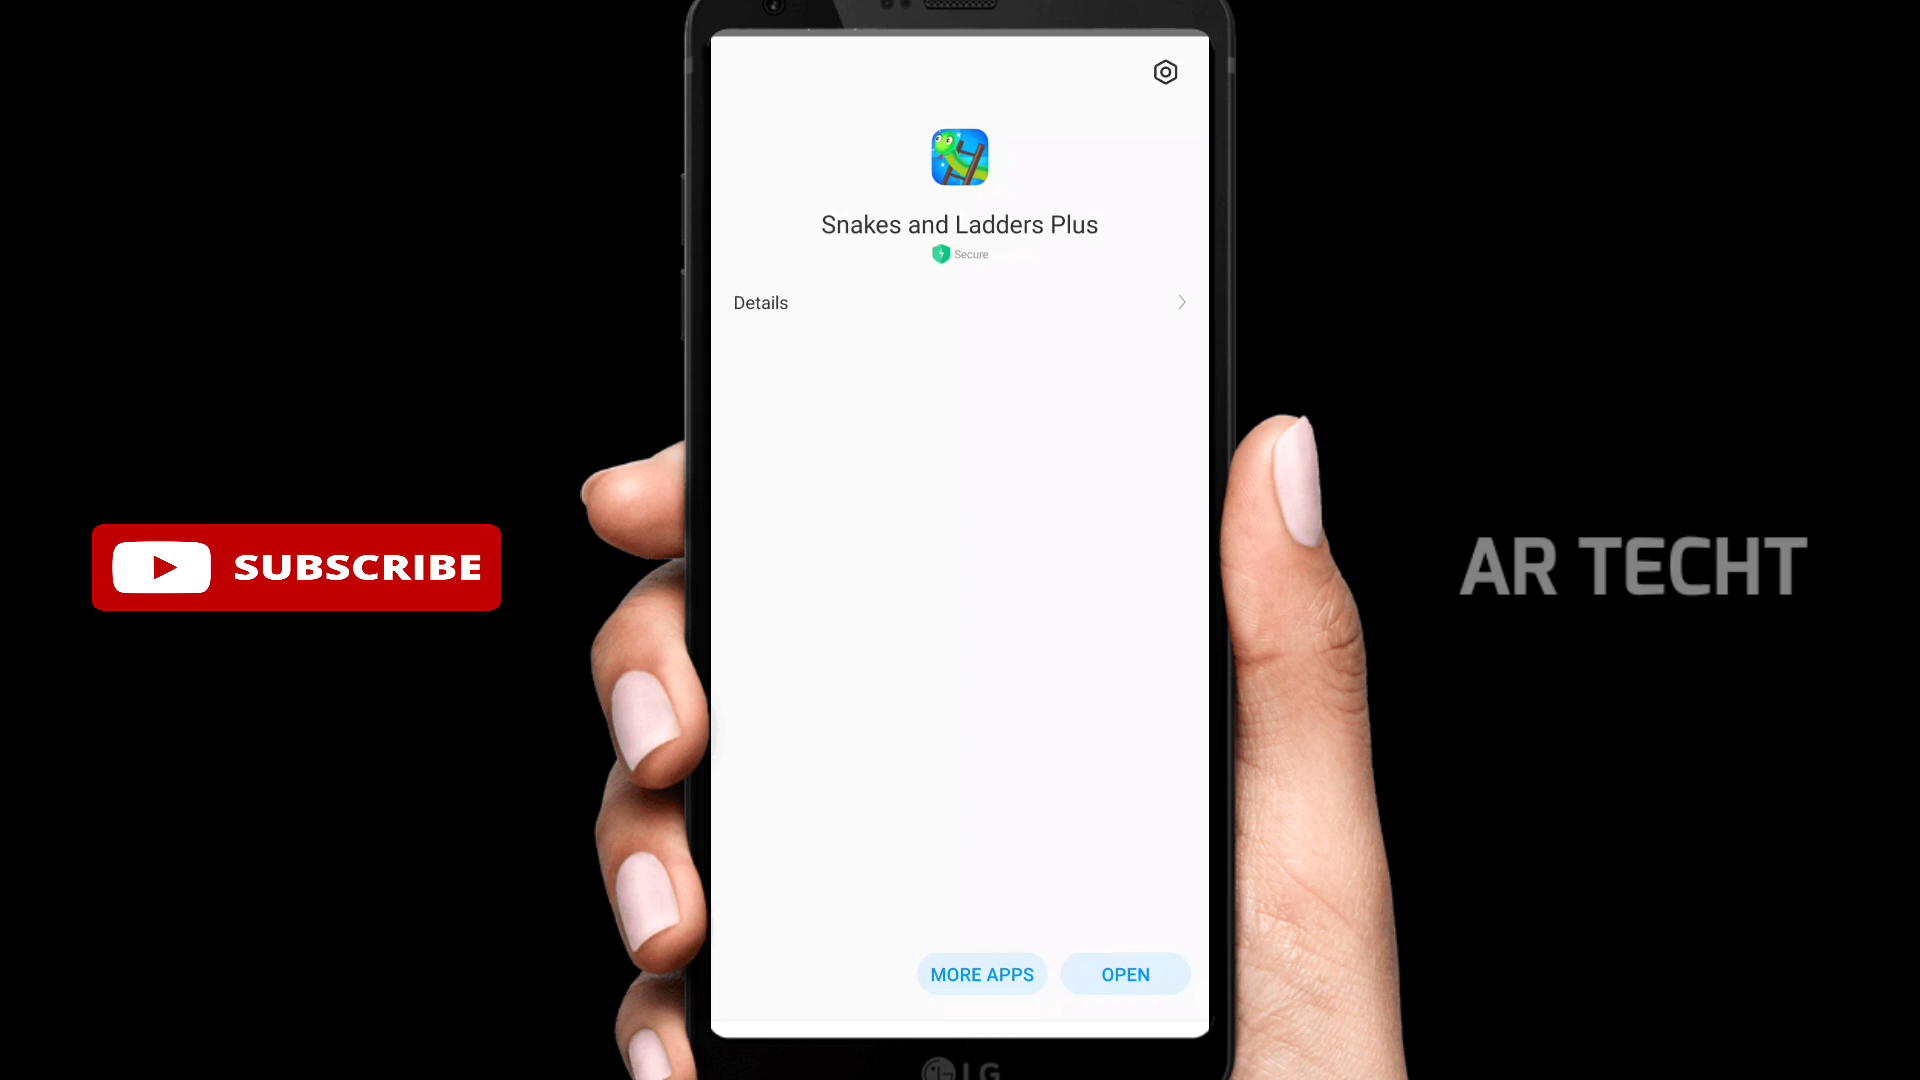 Snakes and Ladders Plus
Secure
Details
SUBSCRIBE
AR TECHT
MORE APPS
OPEN
LG